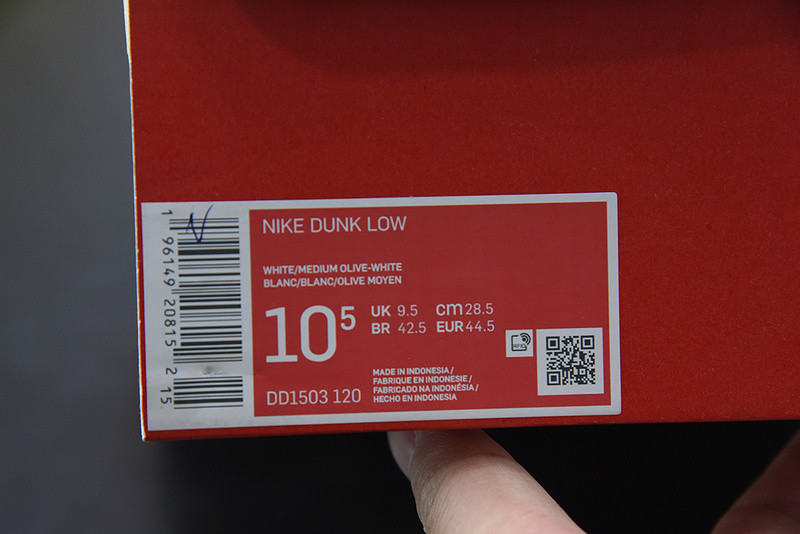 NIKE DUNK LOW
WHITE/MEDIUM OLIVE-WHITE
BLANC/BLANC/OLIVE MOYEN
10⁵
UK 9.5 cm 28.5
BR 42.5 EUR 44.5
DD1503 120
MADE IN INDONESIA /
FABRIQUE EN INDONESIE /
FABRICADO NA INDONÉSIA /
HECHO EN INDONESIA
RFID
1 96149 20815 2 15